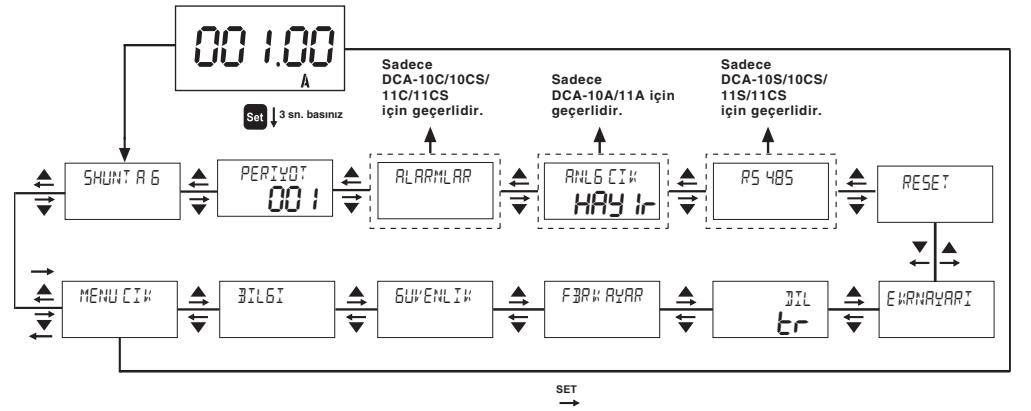 001.00
A
Set
3 sn. basınız
Sadece
DCA-10C/10CS/
11C/11CS
için geçerlidir.
Sadece
DCA-10A/11A için
geçerlidir.
Sadece
DCA-10S/10CS/
11S/11CS
için geçerlidir.
SHUNT A G
PERIYOT
001
ALARMLAR
ANLG CIK
HAYIr
RS 485
RESET
MENU CIK
BILGI
GUVENLIK
FBRK AYAR
DIL
tr
EKRNAYARI
SET